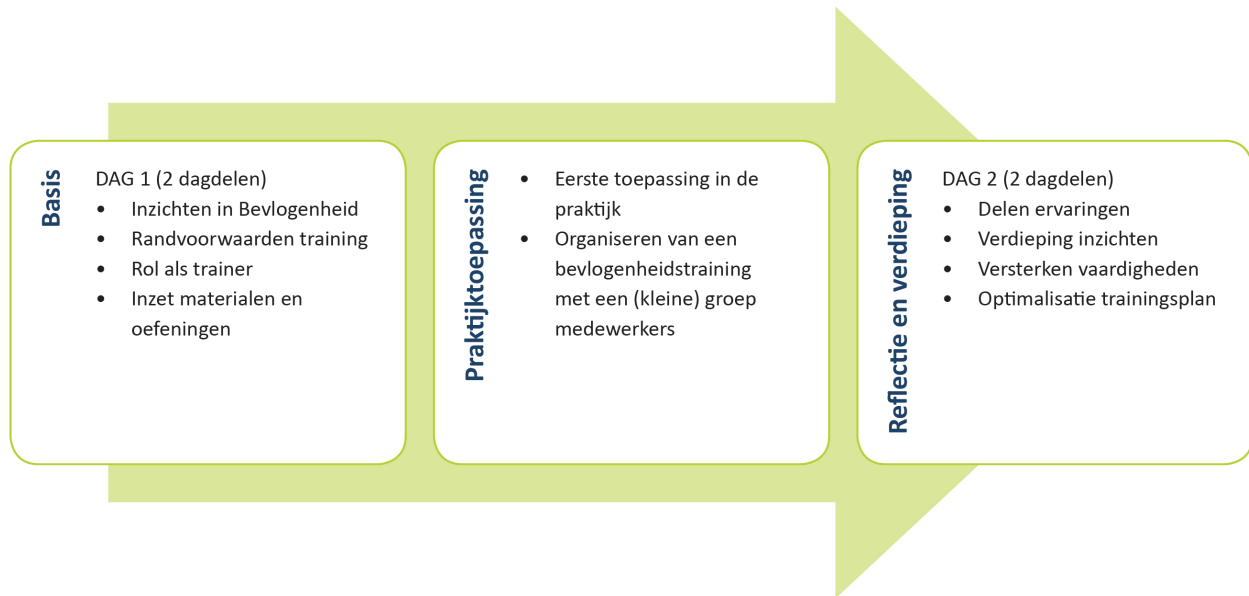 Basis
DAG 1 (2 dagdelen)
• Inzichten in Bevlogenheid
• Randvoorwaarden training
• Rol als trainer
• Inzet materialen en
oefeningen
Praktijktoepassing
• Eerste toepassing in de
praktijk
• Organiseren van een
bevlogenheidstraining
met een (kleine) groep
medewerkers
Reflectie en verdieping
DAG 2 (2 dagdelen)
• Delen ervaringen
• Verdieping inzichten
• Versterken vaardigheden
• Optimalisatie trainingsplan